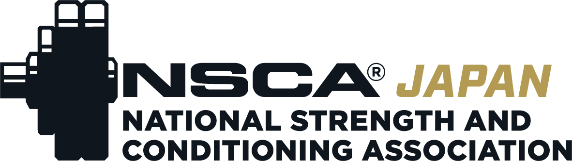 NSCA® JAPAN
NATIONAL STRENGTH AND
CONDITIONING ASSOCIATION